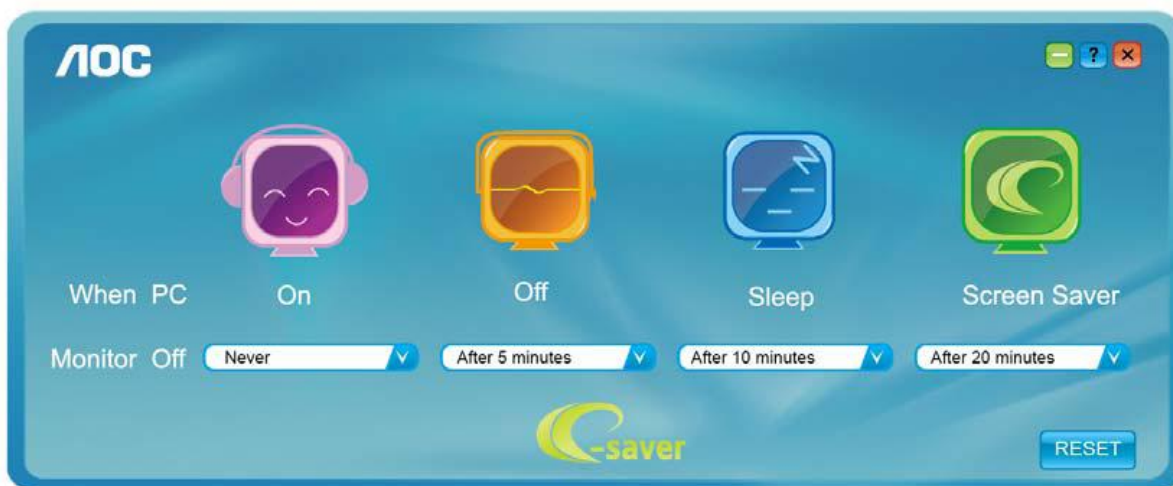 AOC
?
When PC On Off Sleep Screen Saver
Monitor Off Never After 5 minutes After 10 minutes After 20 minutes
e-saver
RESET